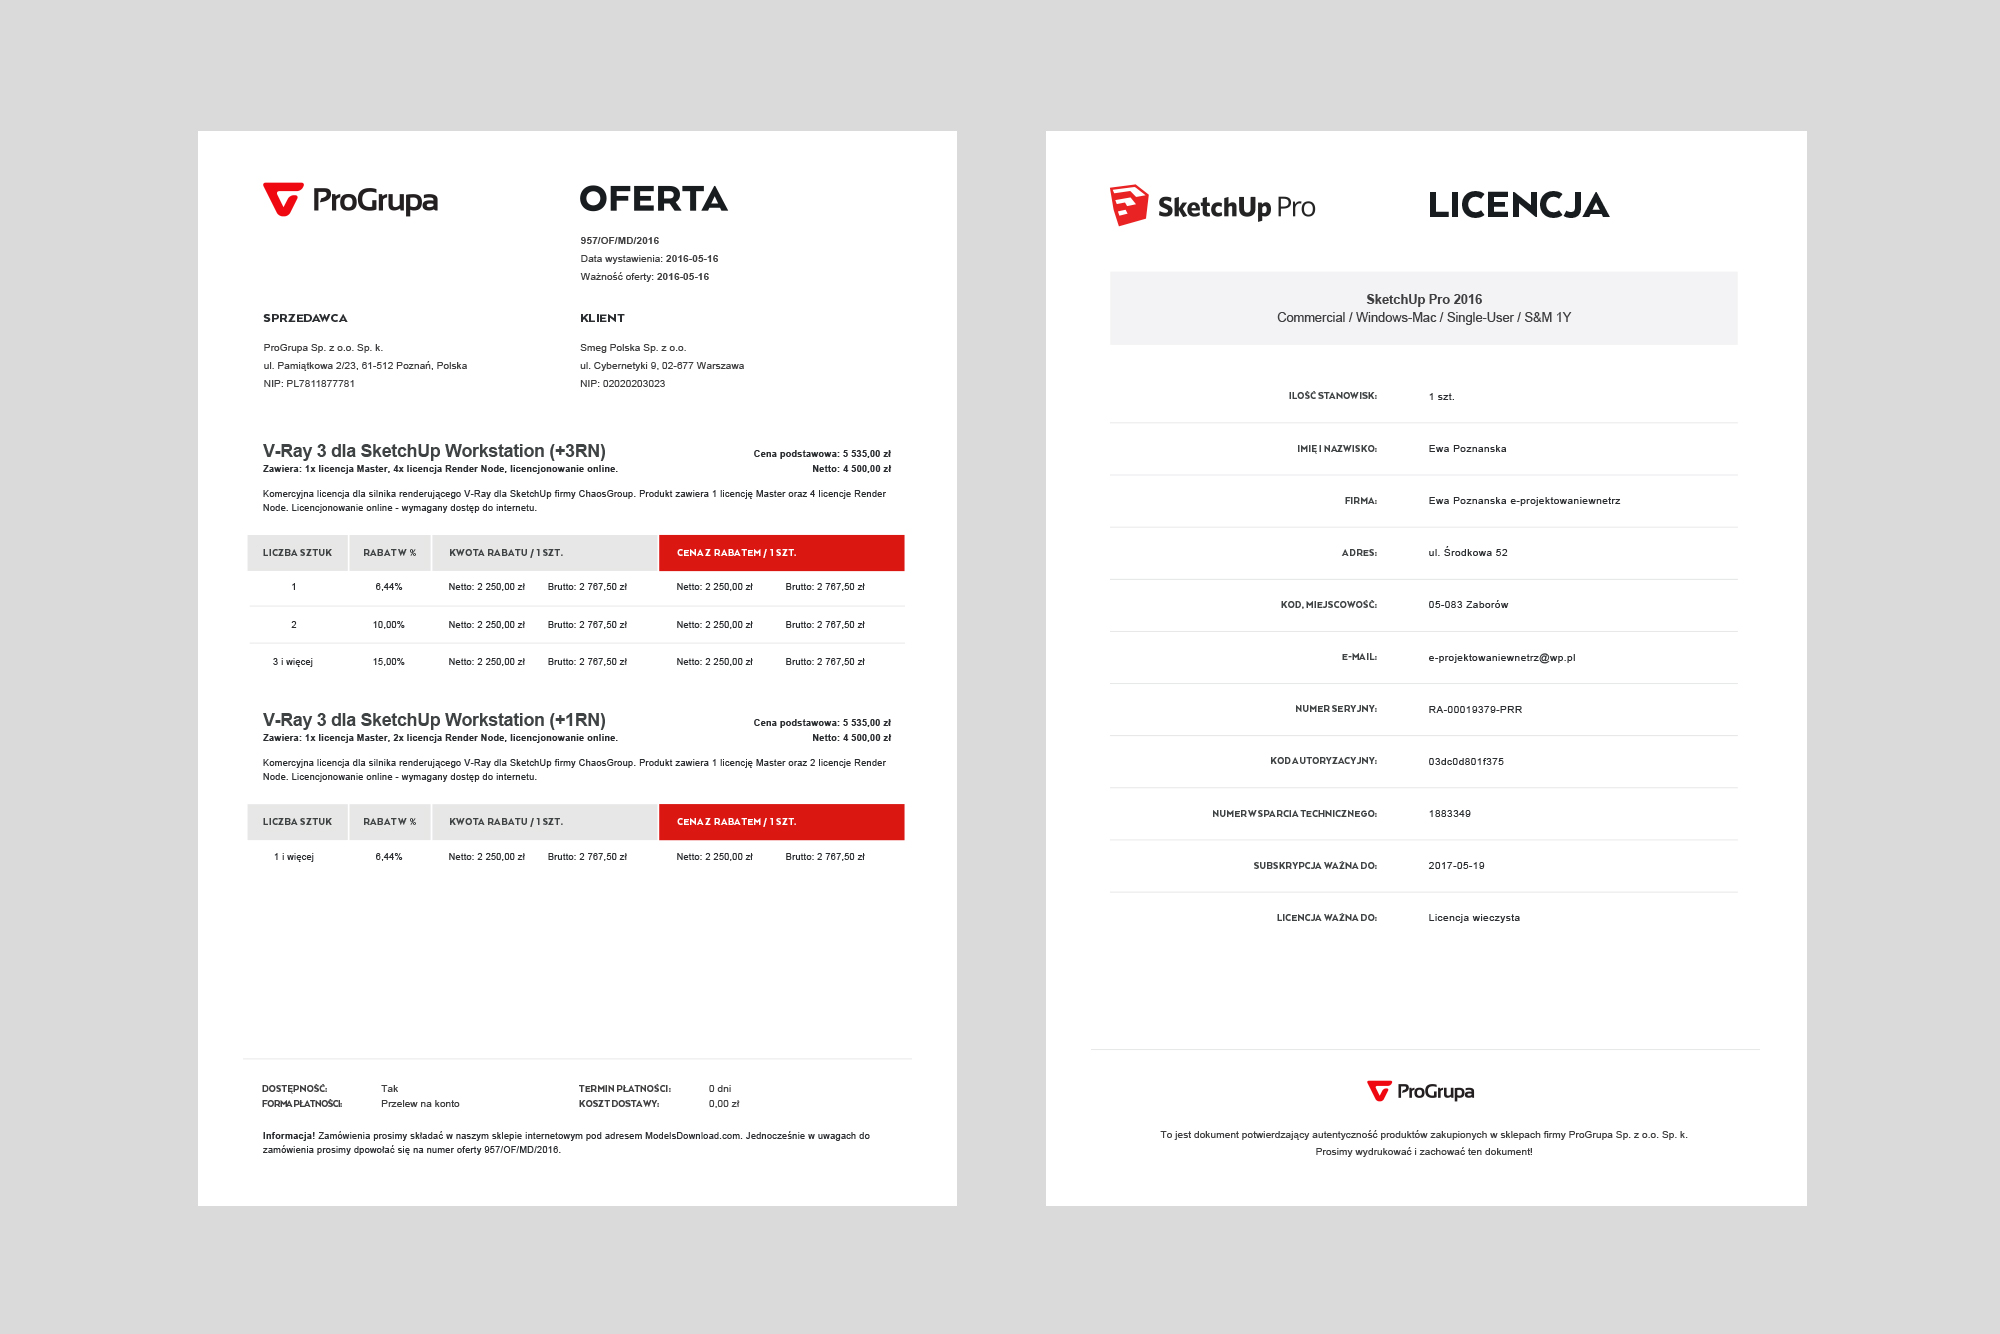 ProGrupa
OFERTA
957/OF/MD/2016
Data wystawienia: 2016-05-16
Ważność oferty: 2016-05-16
SPRZEDAWCA
ProGrupa Sp. z o.o. Sp. k.
ul. Pamiątkowa 2/23, 61-512 Poznań, Polska
NIP: PL7811877781
KLIENT
Smeg Polska Sp. z o.o.
ul. Cybernetyki 9, 02-677 Warszawa
NIP: 02020203023
V-Ray 3 dla SketchUp Workstation (+3RN)
Zawiera: 1x licencja Master, 4x licencja Render Node, licencjonowanie online.
Cena podstawowa: 5 535,00 zł
Netto: 4 500,00 zł
Komercyjna licencja dla silnika renderującego V-Ray dla SketchUp firmy ChaosGroup. Produkt zawiera 1 licencję Master oraz 4 licencje Render
Node. Licencjonowanie online - wymagany dostęp do internetu.
LICZBA SZTUK RABAT W % KWOTA RABATU / 1 SZT. CENA Z RABATEM / 1 SZT.
1 6,44% Netto: 2 250,00 zł Brutto: 2 767,50 zł Netto: 2 250,00 zł Brutto: 2 767,50 zł
2 10,00% Netto: 2 250,00 zł Brutto: 2 767,50 zł Netto: 2 250,00 zł Brutto: 2 767,50 zł
3 i więcej 15,00% Netto: 2 250,00 zł Brutto: 2 767,50 zł Netto: 2 250,00 zł Brutto: 2 767,50 zł
V-Ray 3 dla SketchUp Workstation (+1RN)
Zawiera: 1x licencja Master, 2x licencja Render Node, licencjonowanie online.
Cena podstawowa: 5 535,00 zł
Netto: 4 500,00 zł
Komercyjna licencja dla silnika renderującego V-Ray dla SketchUp firmy ChaosGroup. Produkt zawiera 1 licencję Master oraz 2 licencje Render
Node. Licencjonowanie online - wymagany dostęp do internetu.
LICZBA SZTUK RABAT W % KWOTA RABATU / 1 SZT. CENA Z RABATEM / 1 SZT.
1 i więcej 6,44% Netto: 2 250,00 zł Brutto: 2 767,50 zł Netto: 2 250,00 zł Brutto: 2 767,50 zł
DOSTĘPNOŚĆ: Tak TERMIN PŁATNOŚCI: 0 dni
FORMA PŁATNOŚCI: Przelew na konto KOSZT DOSTAWY: 0,00 zł
Informacja! Zamówienia prosimy składać w naszym sklepie internetowym pod adresem ModelsDownload.com. Jednocześnie w uwagach do
zamówienia prosimy dpowołać się na numer oferty 957/OF/MD/2016.
SketchUp Pro
LICENCJA
SketchUp Pro 2016
Commercial / Windows-Mac / Single-User / S&M 1Y
ILOŚĆ STANOWISK: 1 szt.
IMIĘ I NAZWISKO: Ewa Poznanska
FIRMA: Ewa Poznanska e-projektowaniewnetrz
ADRES: ul. Środkowa 52
KOD, MIEJSCOWOŚĆ: 05-083 Zaborów
E-MAIL: e-projektowaniewnetrz@wp.pl
NUMER SERYJNY: RA-00019379-PRR
KOD AUTORYZACYJNY: 03dc0d801f375
NUMER WSPARCIA TECHNICZNEGO: 1883349
SUBSKRYPCJA WAŻNA DO: 2017-05-19
LICENCJA WAŻNA DO: Licencja wieczysta
ProGrupa
To jest dokument potwierdzający autentyczność produktów zakupionych w sklepach firmy ProGrupa Sp. z o.o. Sp. k.
Prosimy wydrukować i zachować ten dokument!